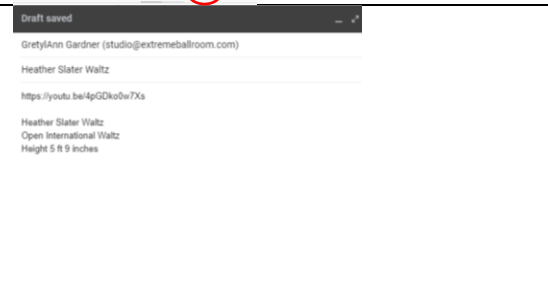 Draft saved
GretylAnn Gardner (studio@extremeballroom.com)
Heather Slater Waltz
https://youtu.be/4pGDko0w7Xs
Heather Slater Waltz
Open International Waltz
Height 5 ft 9 inches